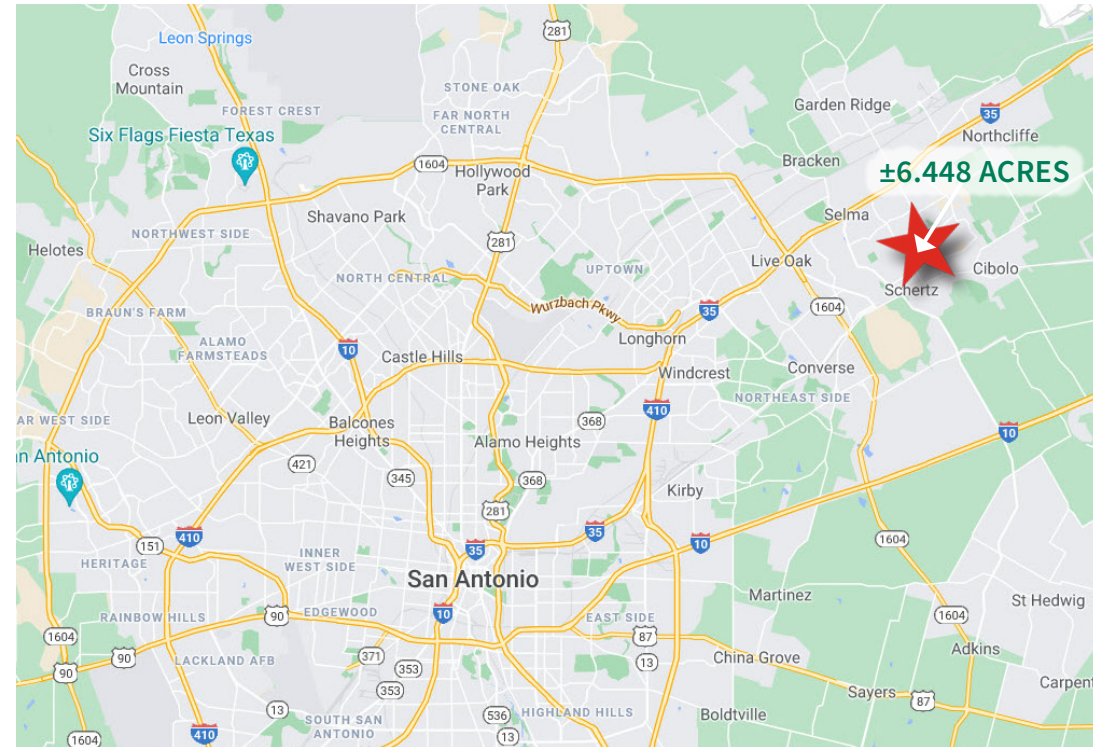 281
Leon Springs
Cross
Mountain
STONE OAK
FOREST CREST
FAR NORTH
CENTRAL
Garden Ridge
35
Northcliffe
Six Flags Fiesta Texas
1604
Hollywood
Park
Bracken
±6.448 ACRES
Shavano Park
Selma
NORTHWEST SIDE
Helotes
281
Live Oak
Cibolo
NORTH CENTRAL
UPTOWN
Schertz
Wurzbach Pkwy
35
1604
BRAUN'S FARM
ALAMO
FARMSTEADS
10
Longhorn
Castle Hills
Windcrest
Converse
NORTHEAST SIDE
410
AR WEST SIDE
Leon Valley
Balcones
Heights
368
10
Alamo Heights
n Antonio
421
345
368
Kirby
281
410
35
35
10
1604
151
HERITAGE
INNER
WEST SIDE
San Antonio
Martinez
St Hedwig
RAINBOW HILLS
90
EDGEWOOD
10
EAST SIDE
1604
1604
87
90
90
371
353
13
LACKLAND AFB
353
China Grove
Adkins
Carpen
Sayers
87
13
SOUTH SAN
ANTONIO
536
HIGHLAND HILLS
Boldtville
410
13
1604